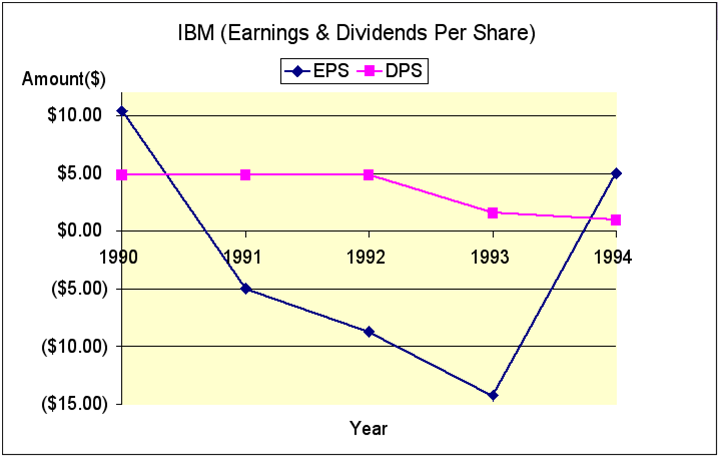 IBM (Earnings & Dividends Per Share)
EPS DPS
Amount($)
$10.00
$5.00
$0.00
1990 1991 1992 1993 1994
($5.00)
($10.00)
($15.00)
Year